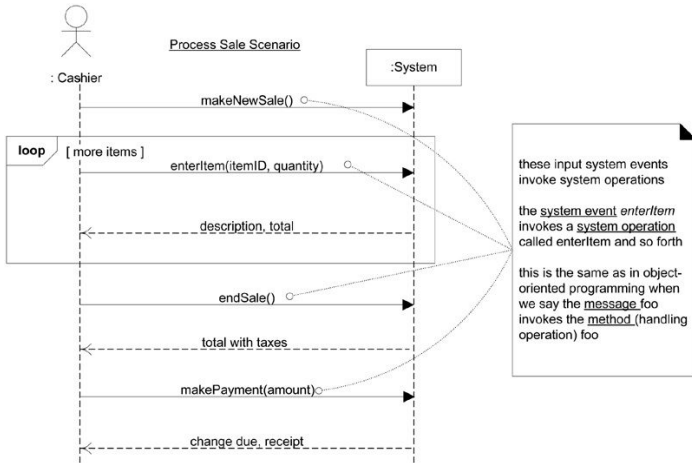 Process Sale Scenario
: Cashier
:System
makeNewSale()
loop
[ more items ]
enterItem(itemID, quantity)
description, total
endSale()
total with taxes
makePayment(amount)
change due, receipt
these input system events
invoke system operations
the system event enterItem
invokes a system operation
called enterItem and so forth
this is the same as in object-
oriented programming when
we say the message foo
invokes the method (handling
operation) foo